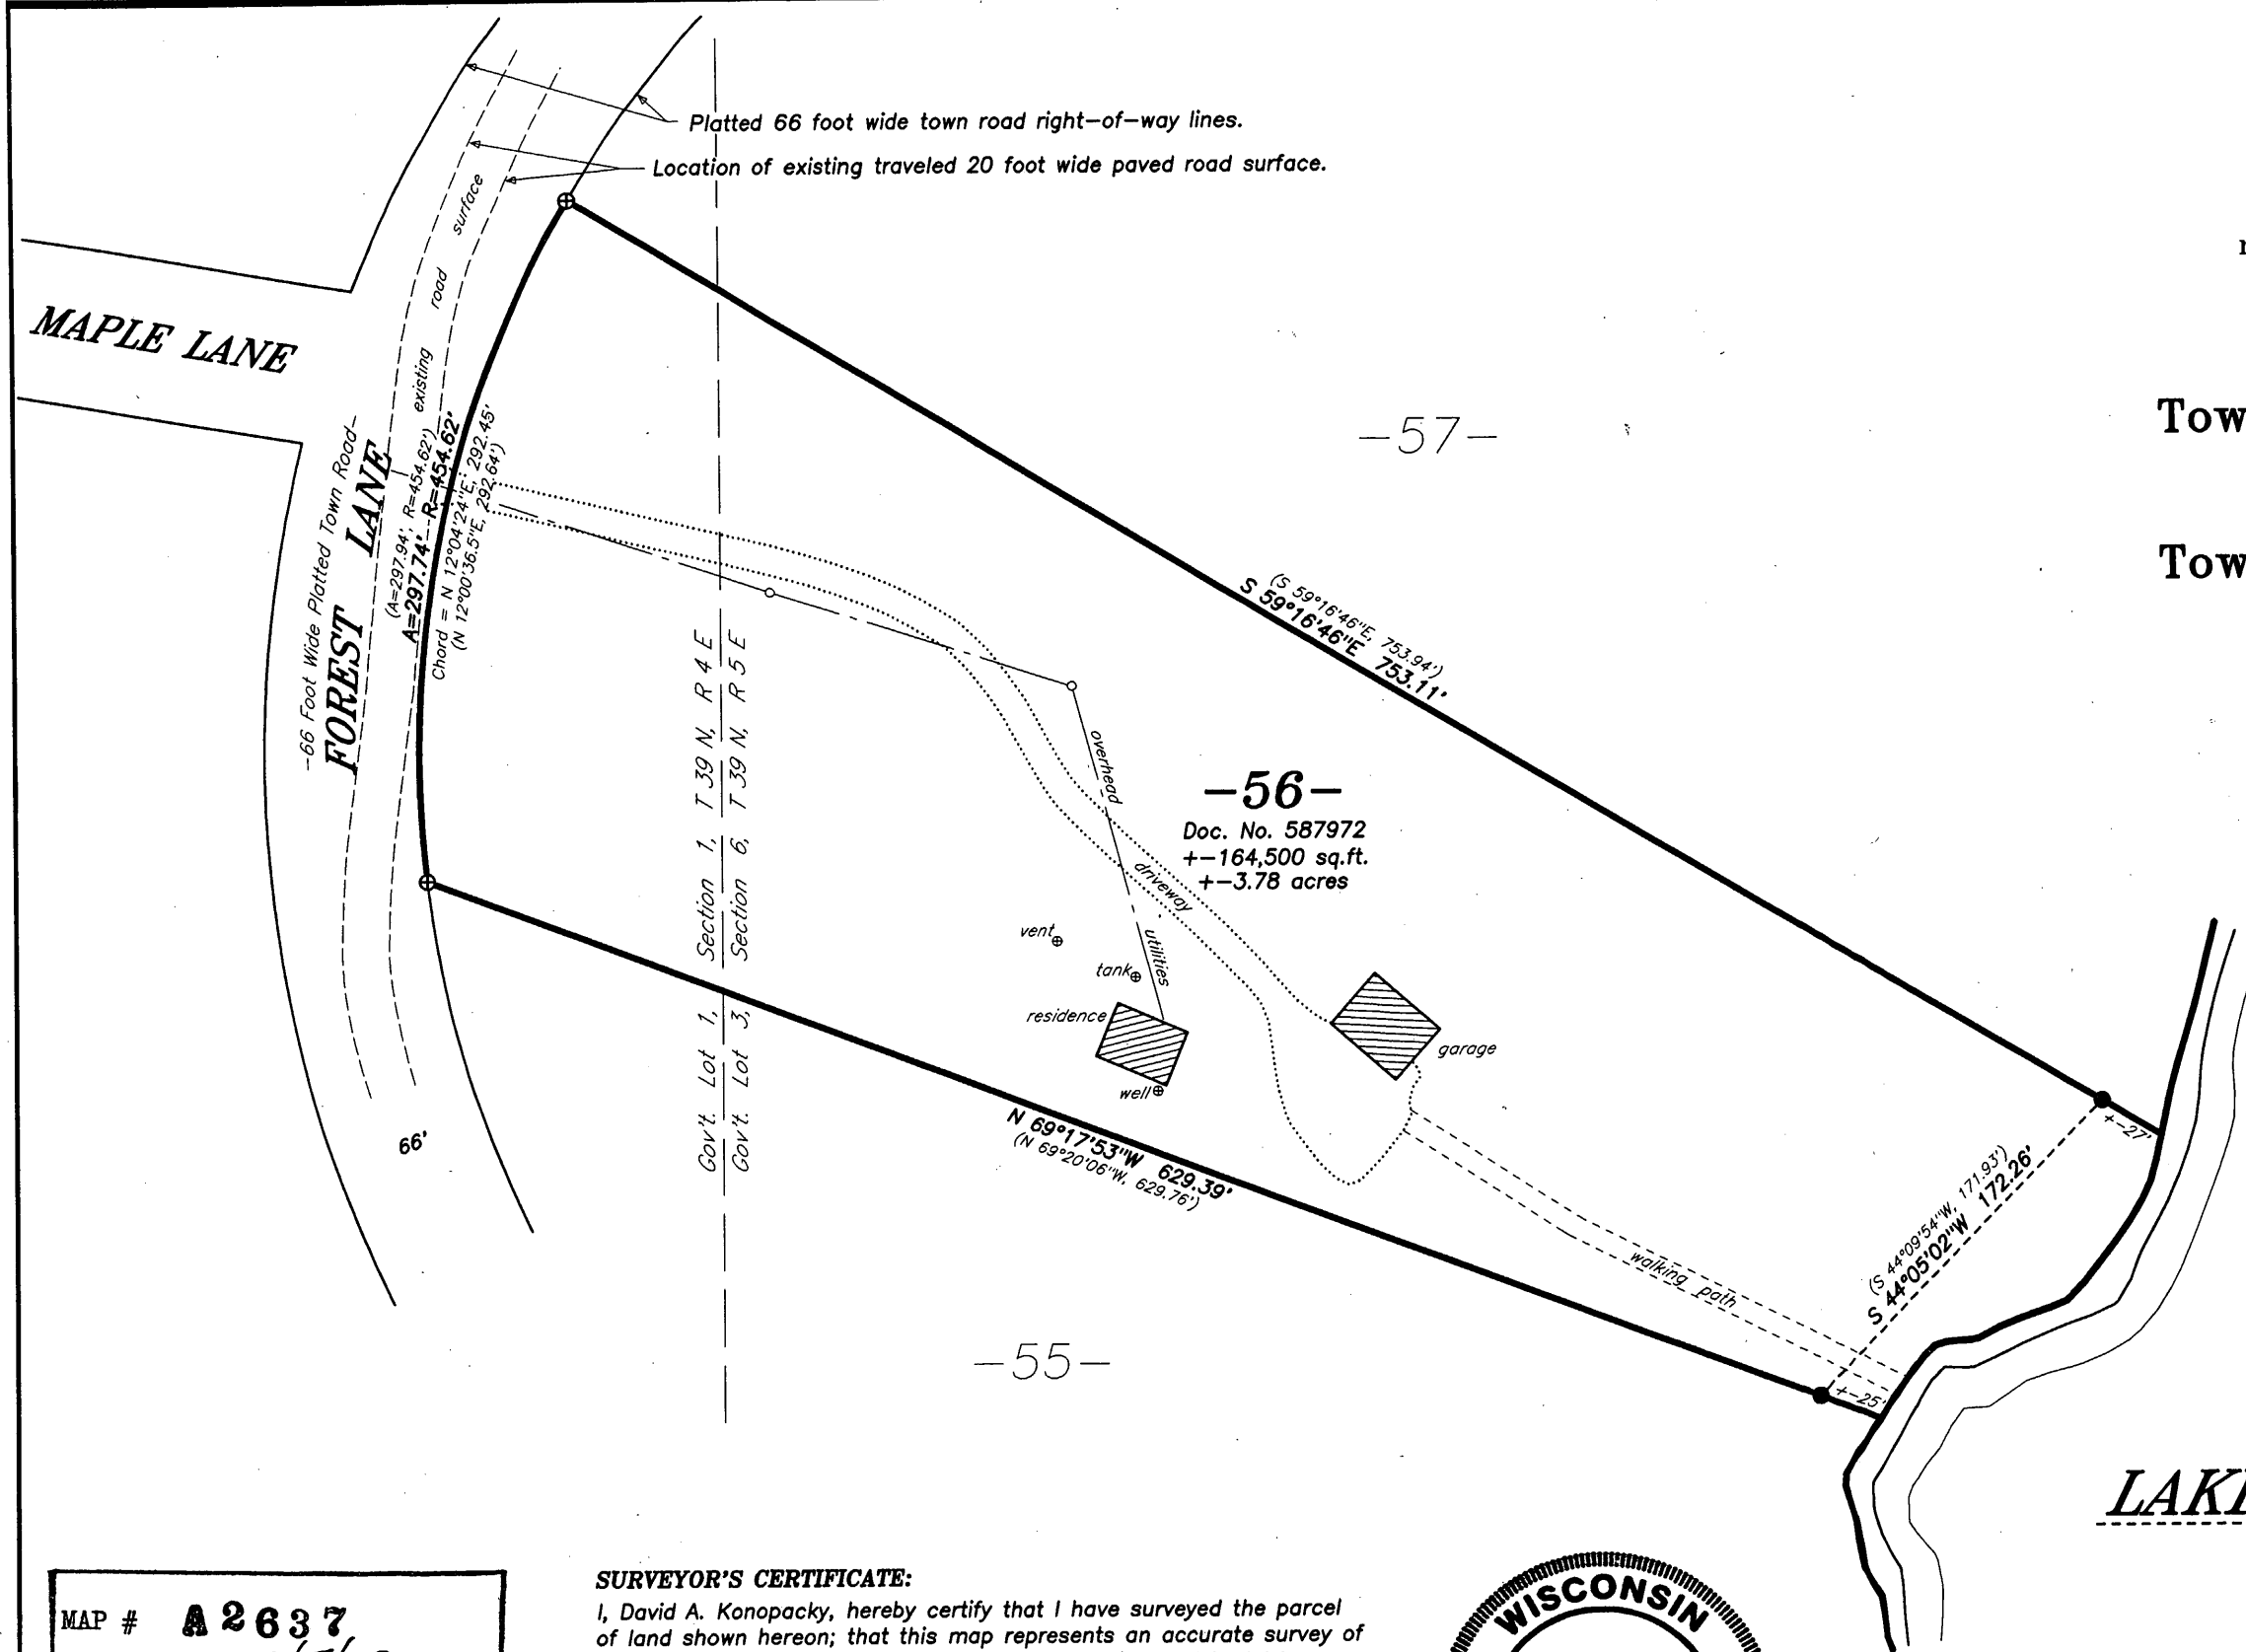 Platted 66 foot wide town road right-of-way lines.
Location of existing traveled 20 foot wide paved road surface.
MAPLE LANE
existing road surface
-66 Foot Wide Platted Town Road-
FOREST LANE
(A=297.94', R=454.62')
A=297.74' R=454.62'
Chord = N 12°04'24"E, 292.45'
(N 12°00'36.5"E, 292.64')
-57-
(S 59°16'46"E, 753.94')
S 59°16'46"E 753.11'
Gov't. Lot 1, Section 1, T 39 N, R 4 E
Gov't. Lot 3, Section 6, T 39 N, R 5 E
overhead utilities
-56-
Doc. No. 587972
+-164,500 sq.ft.
+-3.78 acres
driveway
vent
tank
residence
well
garage
66'
N 69°17'53"W 629.39'
(N 69°20'06"W, 629.76')
walking path
+-27'
(S 44°09'54"W, 171.93')
S 44°05'02"W 172.26'
+-25'
-55-
Tow
Tow
LAK
MAP # A2637
SURVEYOR'S CERTIFICATE:
I, David A. Konopacky, hereby certify that I have surveyed the parcel
of land shown hereon; that this map represents an accurate survey of
WISCONSIN